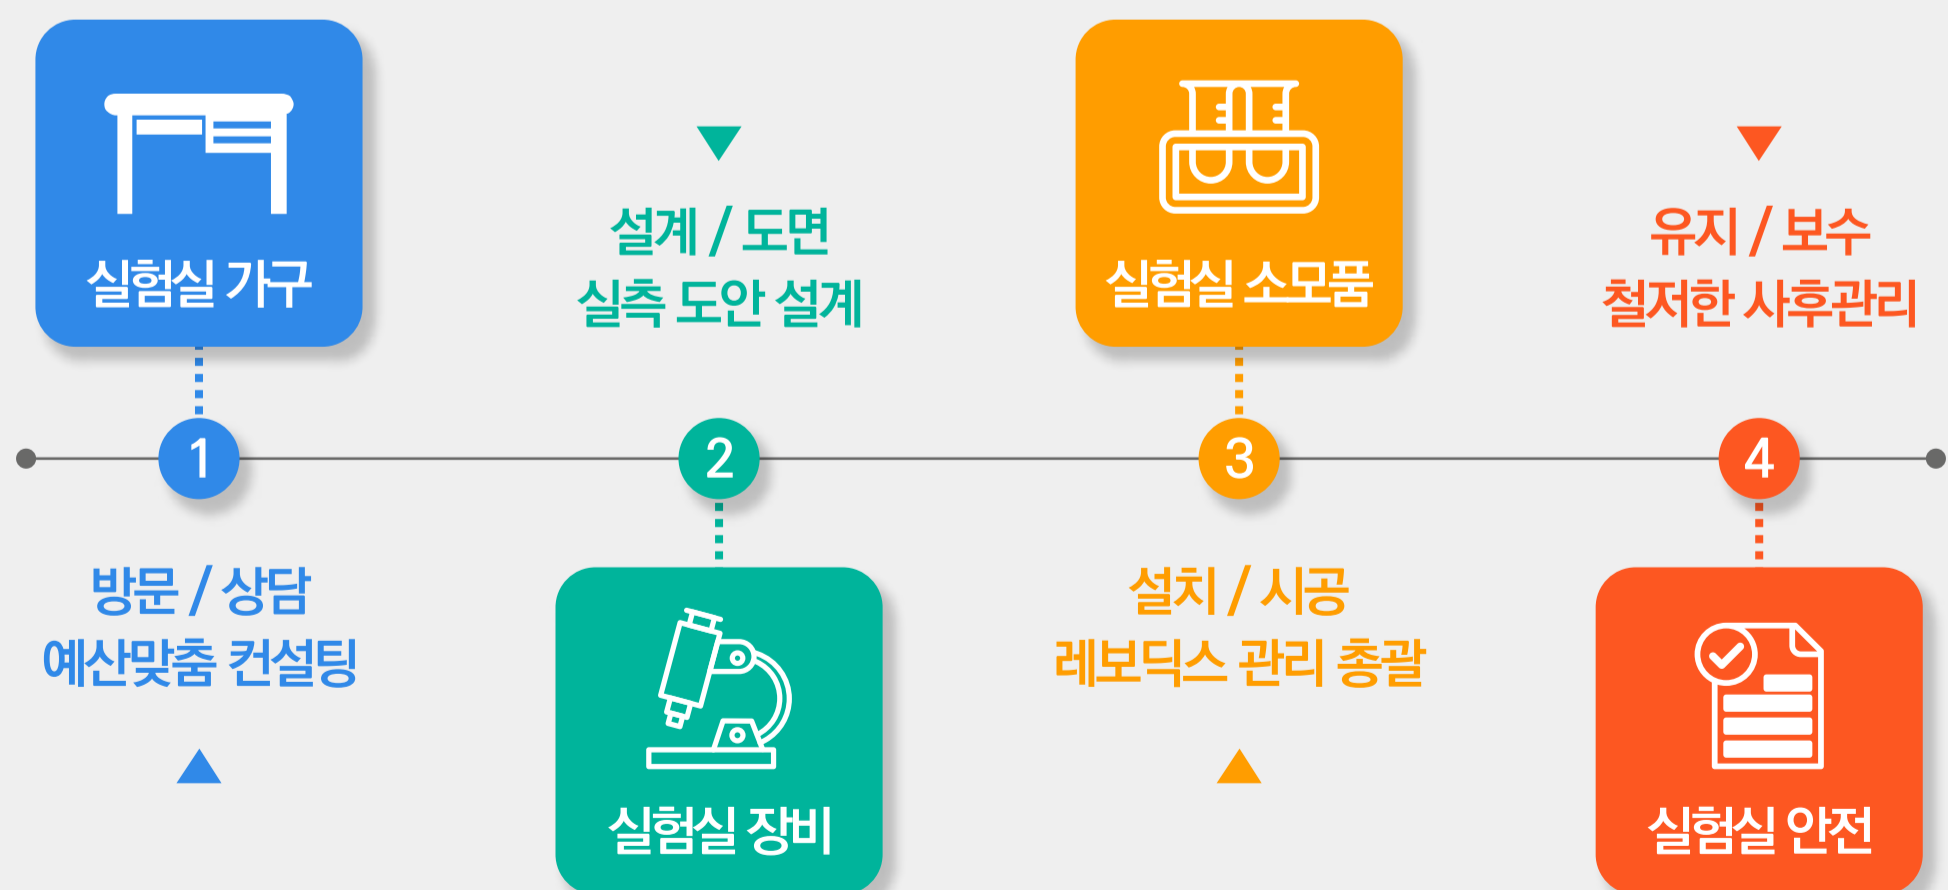 실험실 가구
1
방문 / 상담
예산맞춤 컨설팅
설계 / 도면
실측 도안 설계
2
실험실 장비
실험실 소모품
3
설치 / 시공
레보딕스 관리 총괄
유지 / 보수
철저한 사후관리
4
실험실 안전